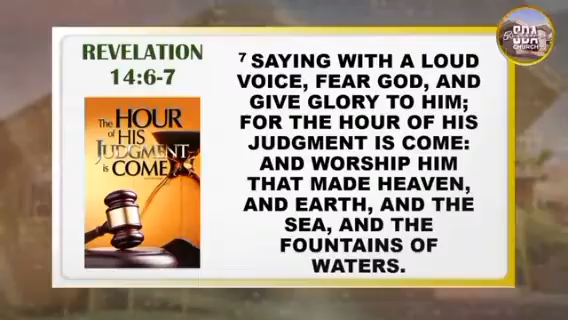 REVELATION
14:6-7
The HOUR
of HIS
JUDGMENT
is COME
7 SAYING WITH A LOUD
VOICE, FEAR GOD, AND
GIVE GLORY TO HIM;
FOR THE HOUR OF HIS
JUDGMENT IS COME:
AND WORSHIP HIM
THAT MADE HEAVEN,
AND EARTH, AND THE
SEA, AND THE
FOUNTAINS OF
WATERS.
SDA
CHURCH